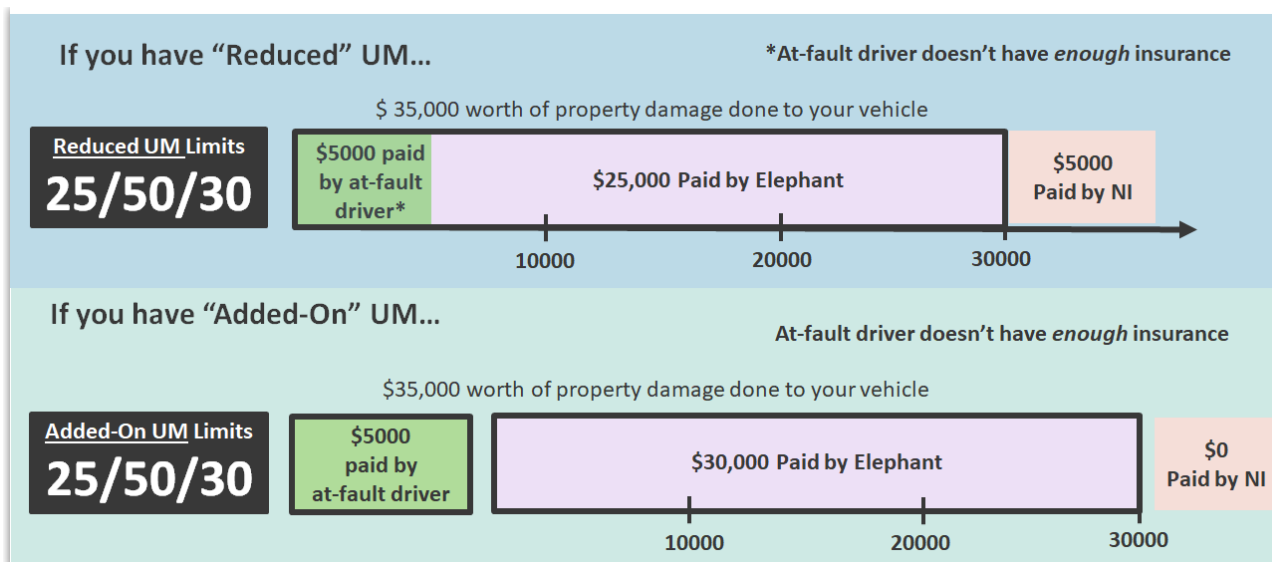 If you have “Reduced” UM...
*At-fault driver doesn’t have enough insurance
$ 35,000 worth of property damage done to your vehicle
Reduced UM Limits
25/50/30
$5000 paid
by at-fault
driver*
$25,000 Paid by Elephant
$5000
Paid by NI
10000
20000
30000
If you have “Added-On” UM...
At-fault driver doesn’t have enough insurance
$35,000 worth of property damage done to your vehicle
Added-On UM Limits
25/50/30
$5000
paid by
at-fault driver
$30,000 Paid by Elephant
$0
Paid by NI
10000
20000
30000